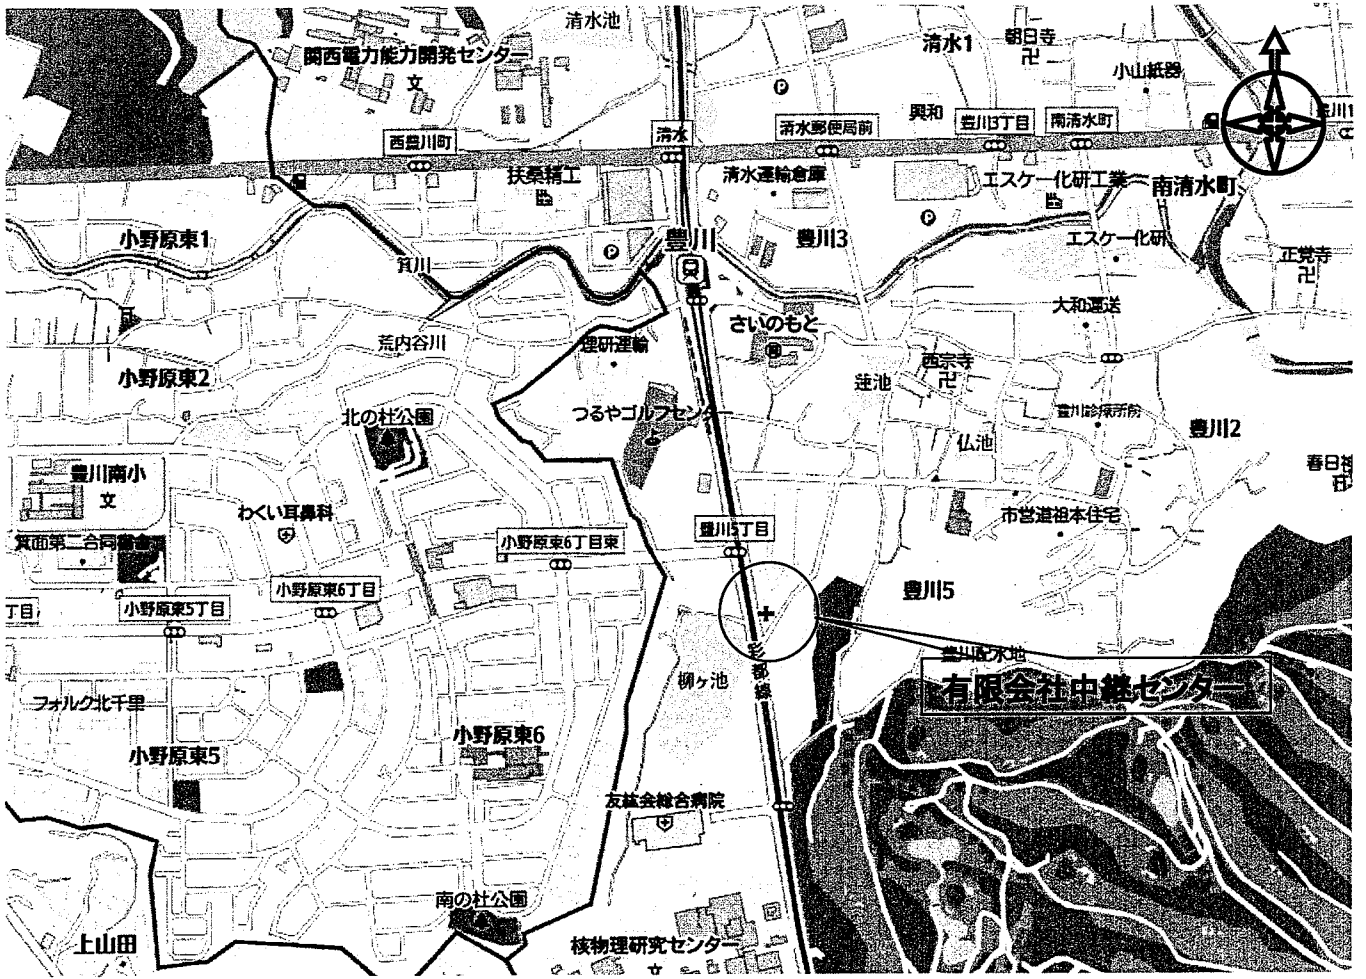 清水池
関西電力能力開発センター
文
清水1
朝日寺
卍
小山紙器
P
興和
西豊川町
清水
清水郵便局前
豊川3丁目
南清水町
豊川1
扶桑精工
清水運輸倉庫
エスケー化研工業
南清水町
P
小野原東1
箕川
P
豊川
豊川3
エスケー化研
正覚寺
卍
大和運送
さいのもと
荒内谷川
理研運輸
小野原東2
蓮池
西宗寺
卍
北の杜公園
つるやゴルフセンター
豊川診療所前
豊川2
仏池
豊川南小
文
春日神
わくい耳鼻科
市営道祖本住宅
豊川5丁目
箕面第二合同宿舎
小野原東6丁目東
小野原東6丁目
豊川5
丁目
小野原東5丁目
彩都線
豊川配水地
有限会社中継センター
柳ヶ池
フォルク北千里
小野原東6
小野原東5
友紘会総合病院
南の杜公園
P
上山田
核物理研究センター
文